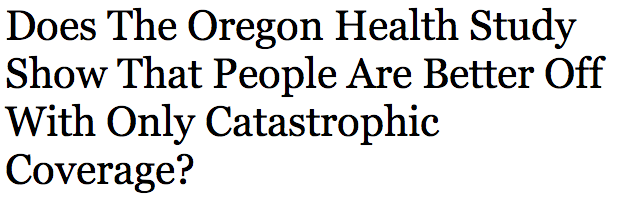 Does The Oregon Health Study
Show That People Are Better Off
With Only Catastrophic
Coverage?